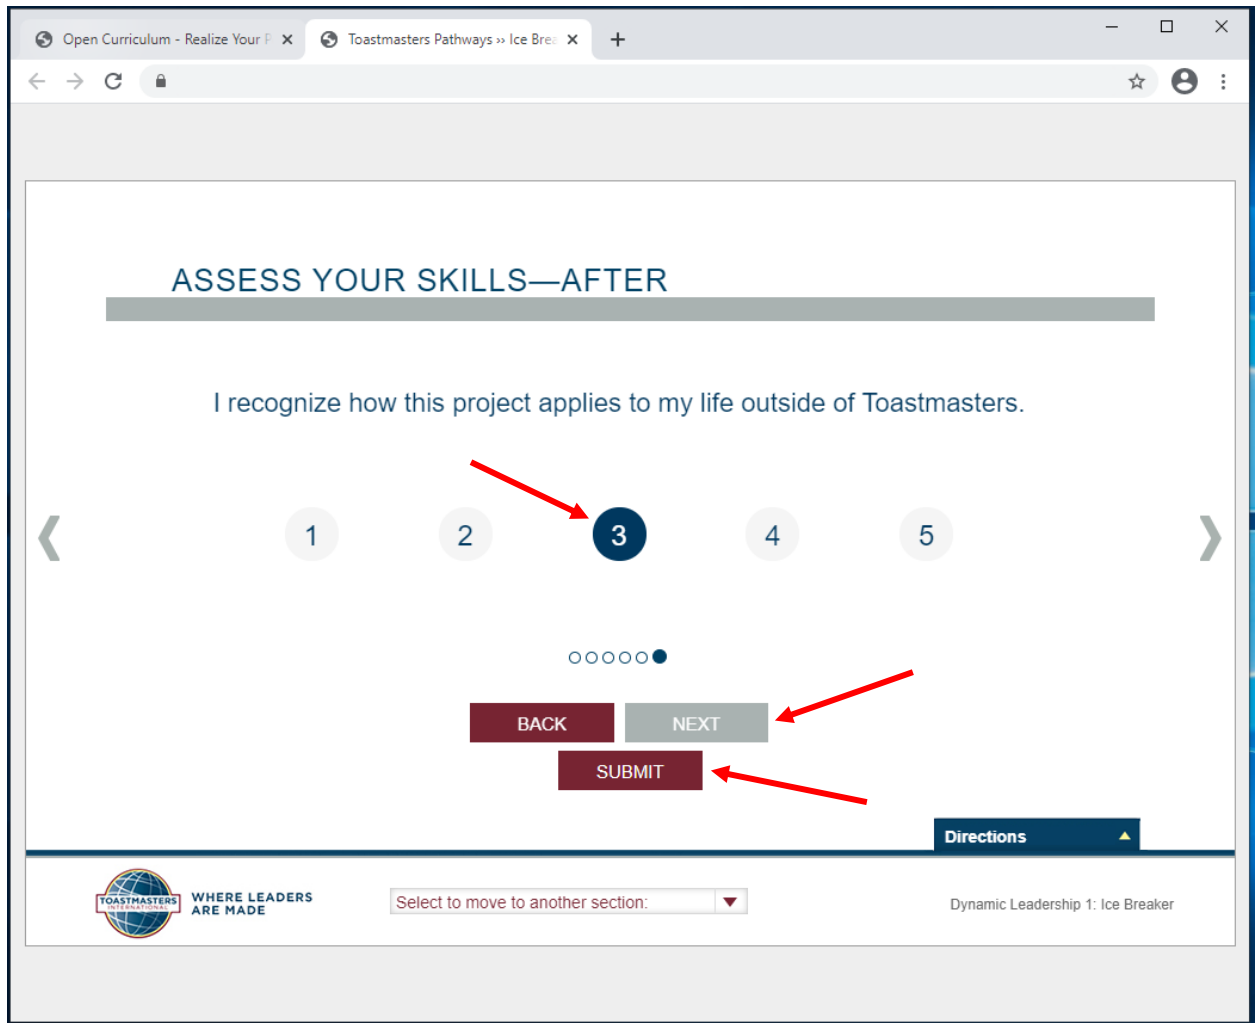 Open Curriculum - Realize Your P
Toastmasters Pathways ›› Ice Brea
ASSESS YOUR SKILLS—AFTER
I recognize how this project applies to my life outside of Toastmasters.
1 2 3 4 5
BACK NEXT
SUBMIT
Directions
TOASTMASTERS
INTERNATIONAL
WHERE LEADERS
ARE MADE
Select to move to another section:
Dynamic Leadership 1: Ice Breaker